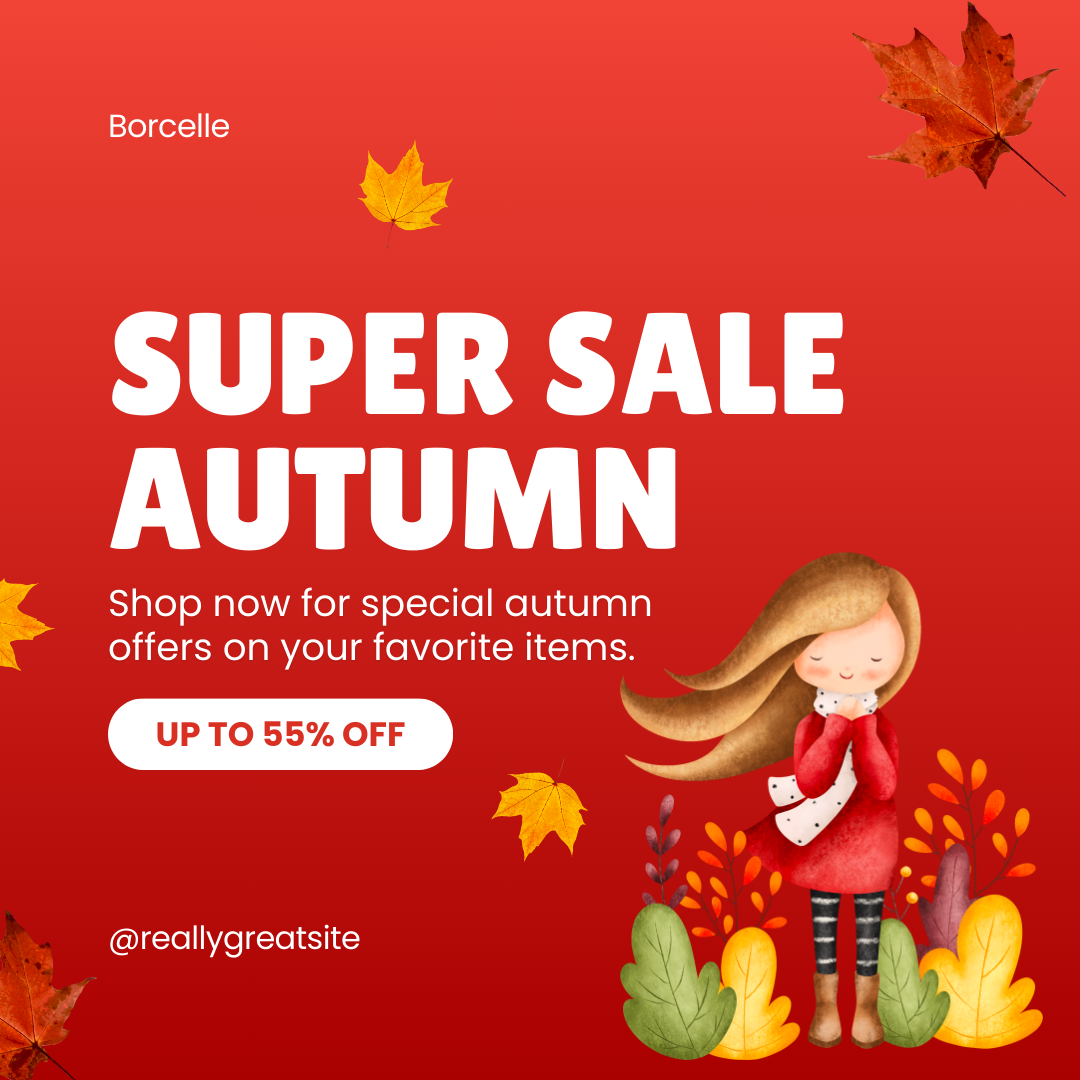 Borcelle
SUPER SALE
AUTUMN
Shop now for special autumn
offers on your favorite items.
UP TO 55% OFF
@reallygreatsite